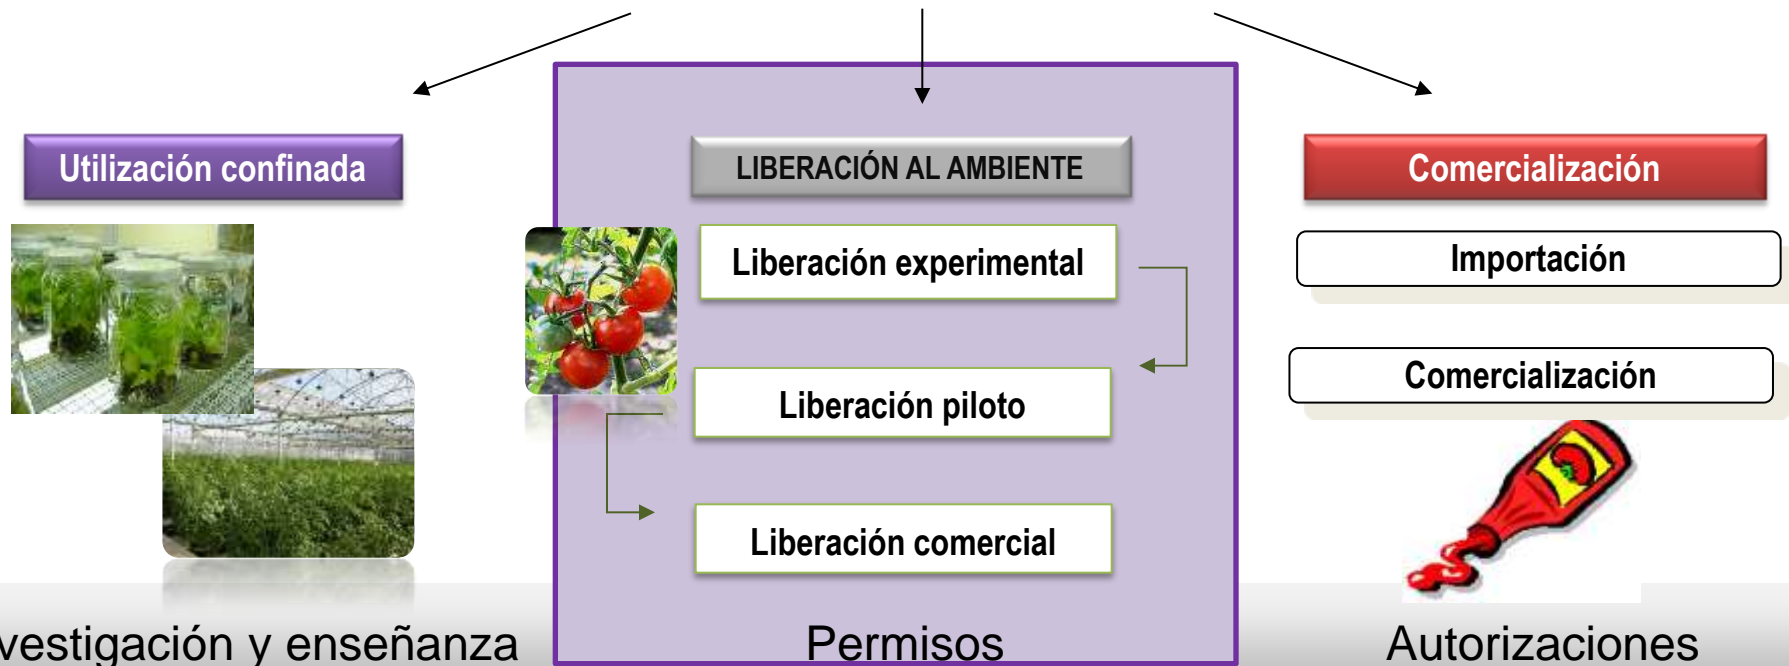 Utilización confinada
LIBERACIÓN AL AMBIENTE
Comercialización
Liberación experimental
Importación
Liberación piloto
Comercialización
Liberación comercial
vestigación y enseñanza
Permisos
Autorizaciones